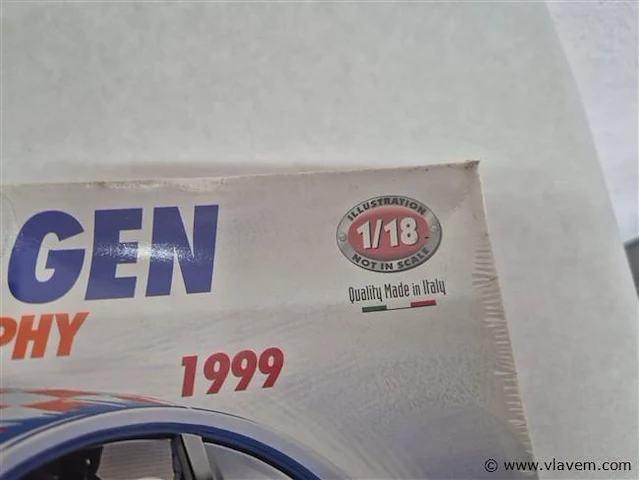 GEN
ILLUSTRATION
1/18
NOT IN SCALE
Quality Made in Italy
PHY
1999
© www.vlavem.com